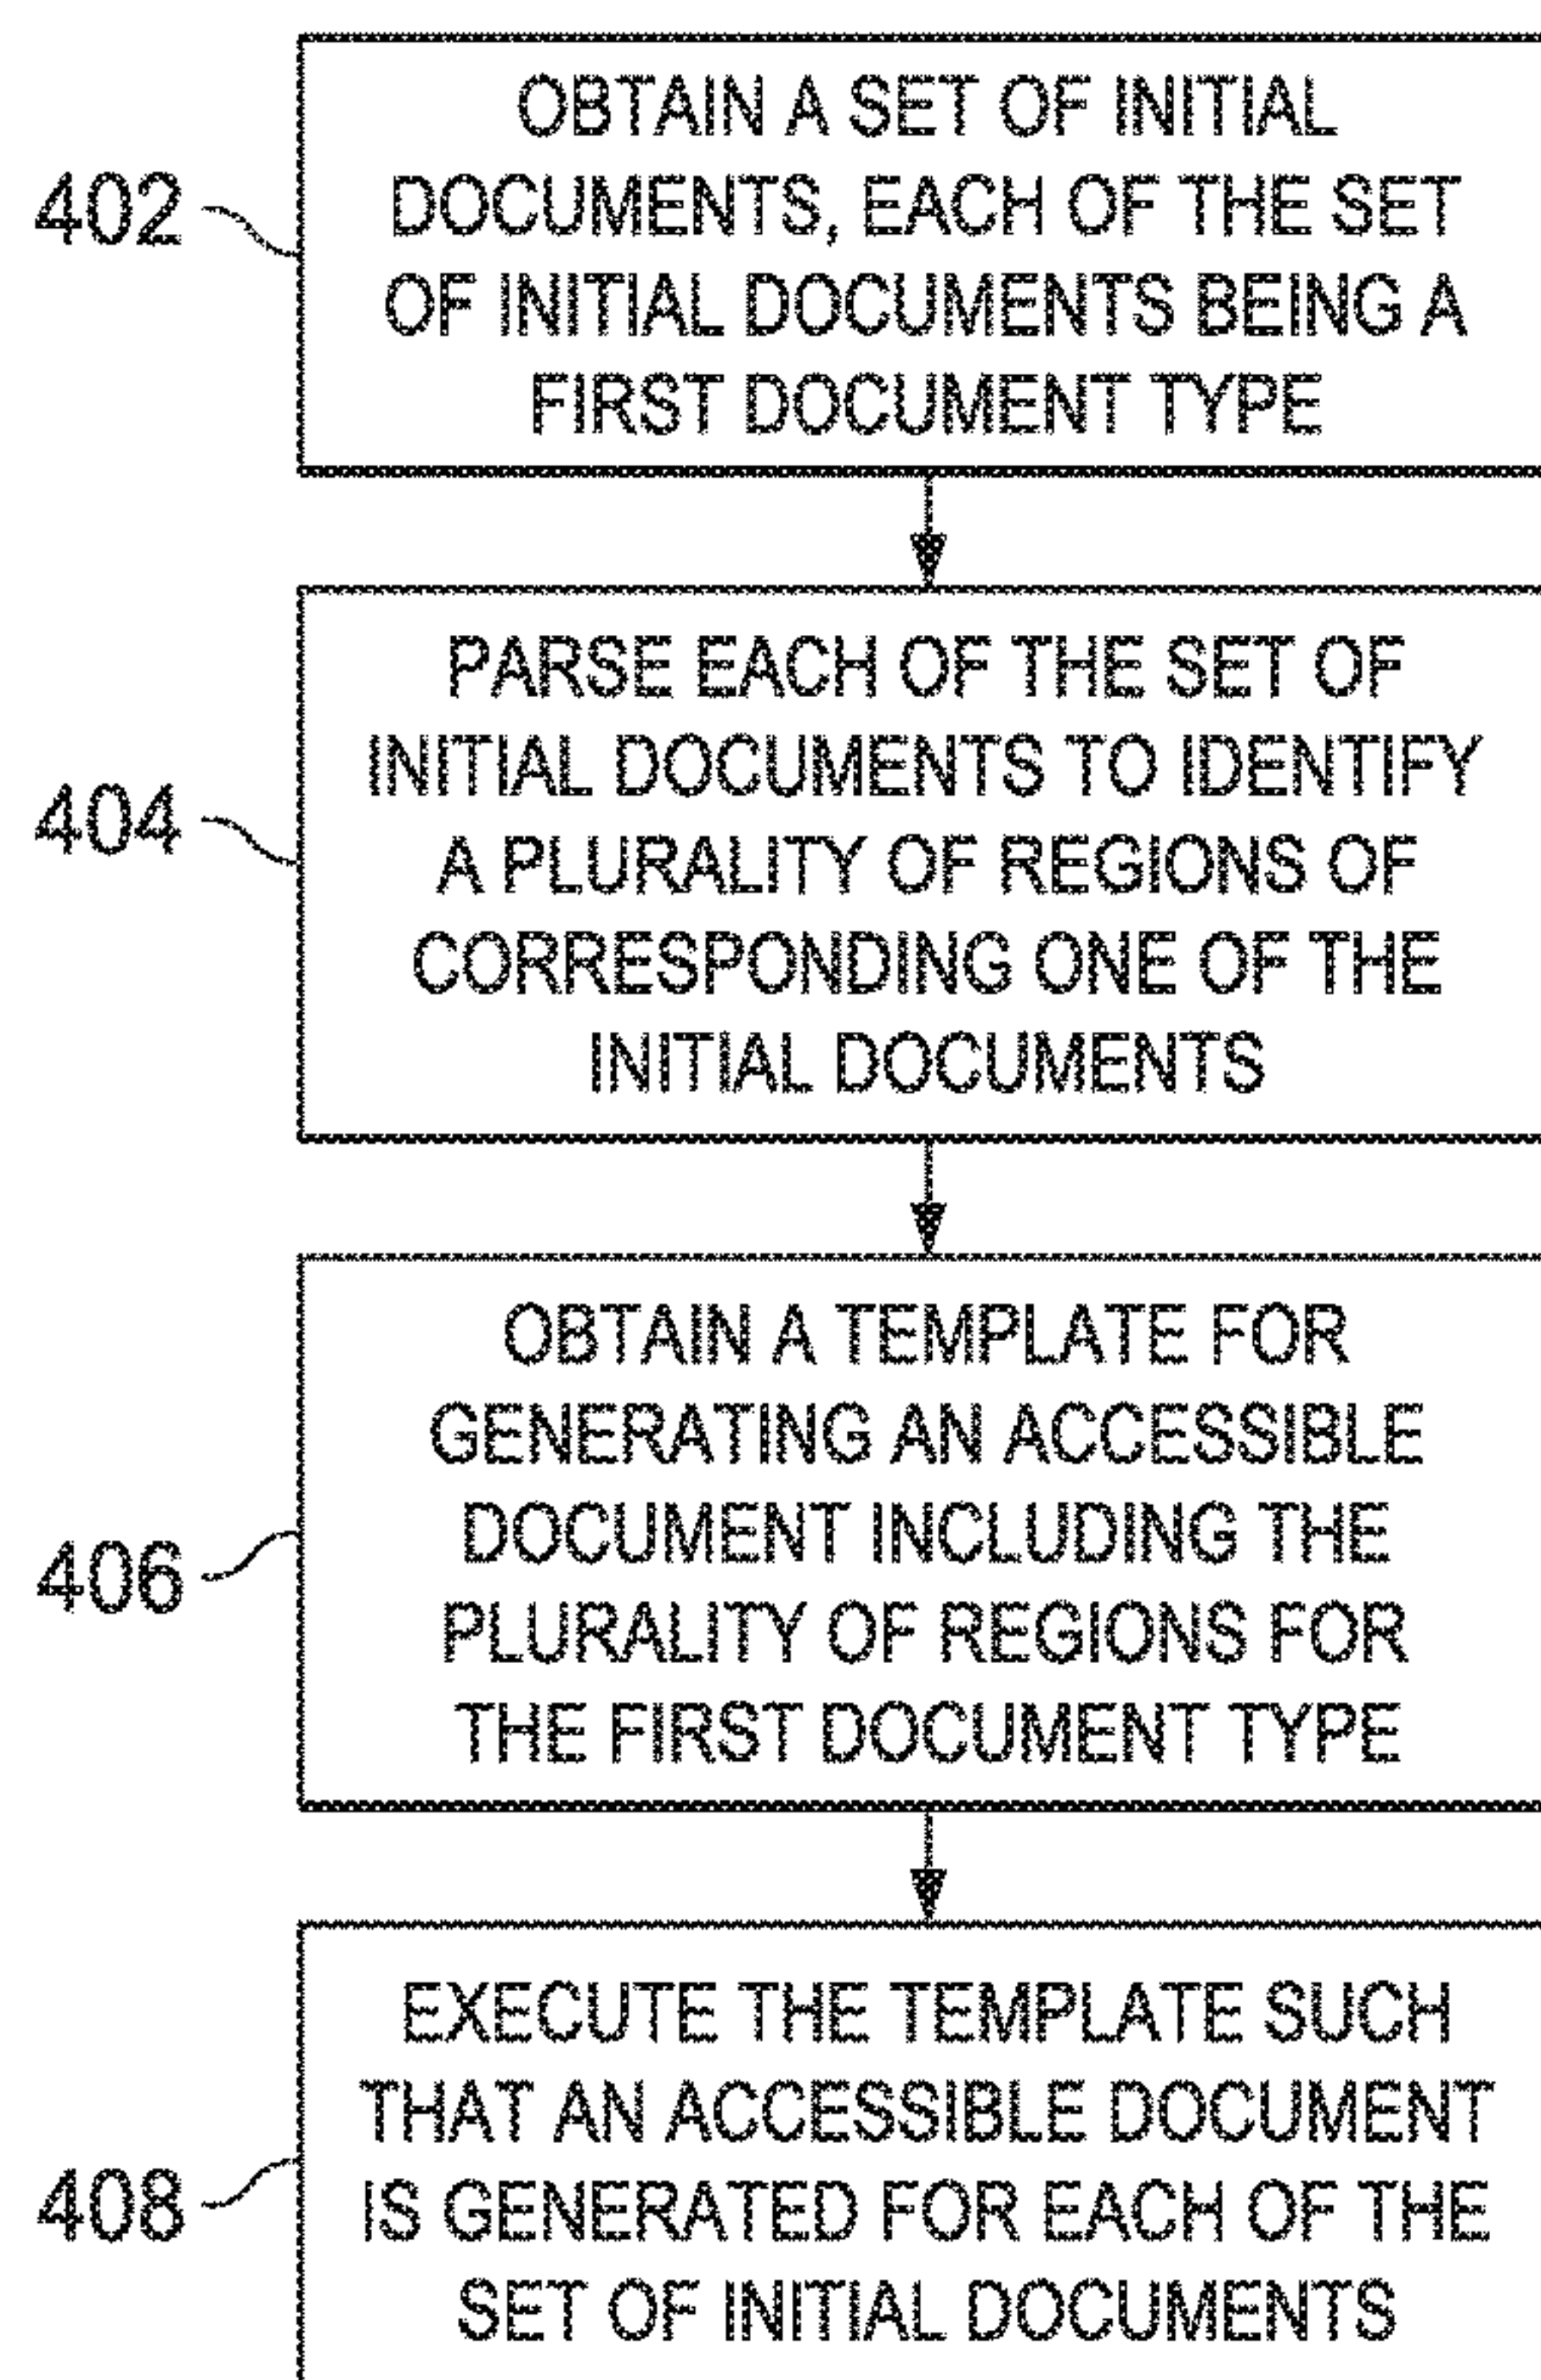 OBTAIN A SET OF INITIAL
402
DOCUMENTS, EACH OF THE SET
OF INITIAL DOCUMENTS BEING A
FIRST DOCUMENT TYPE
PARSE EACH OF THE SET OF
INITIAL DOCUMENTS TO IDENTIFY
404
A PLURALITY OF REGIONS OF
CORRESPONDING ONE OF THE
INITIAL DOCUMENTS
OBTAIN A TEMPLATE FOR
GENERATING AN ACCESSIBLE
DOCUMENT INCLUDING THE
406
PLURALITY OF REGIONS FOR
THE FIRST DOCUMENT TYPE
EXECUTE THE TEMPLATE SUCH
THAT AN ACCESSIBLE DOCUMENT
408
IS GENERATED FOR EACH OF THE
SET OF INITIAL DOCUMENTS